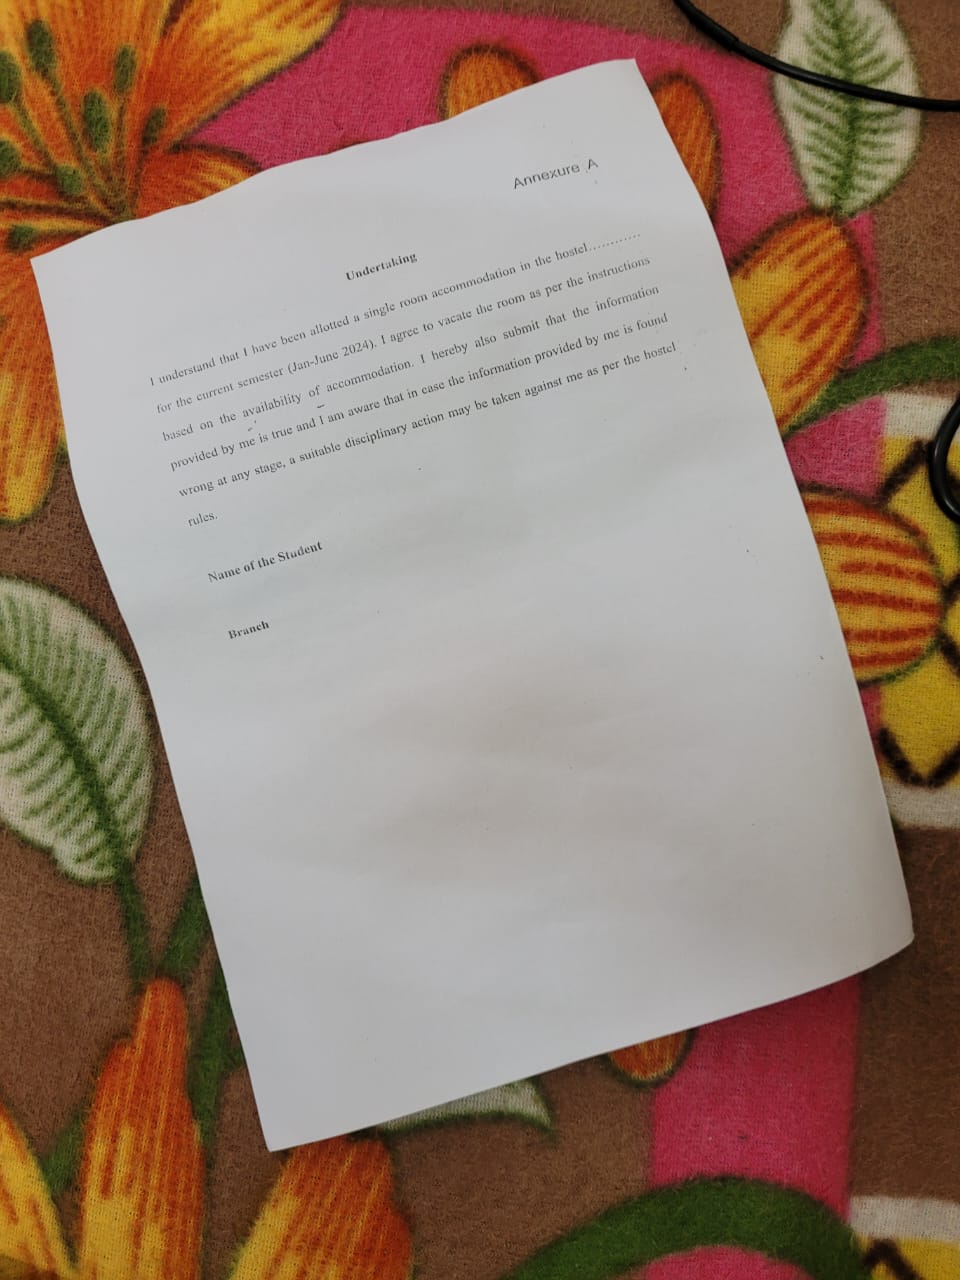 Annexure A
Undertaking
I understand that I have been allotted a single room accommodation in the hostel............
for the current semester (Jan-June 2024). I agree to vacate the room as per the instructions
based on the availability of accommodation. I hereby also submit that the information
provided by me is true and I am aware that in case the information provided by me is found
wrong at any stage, a suitable disciplinary action may be taken against me as per the hostel
rules.
Name of the Student
Branch